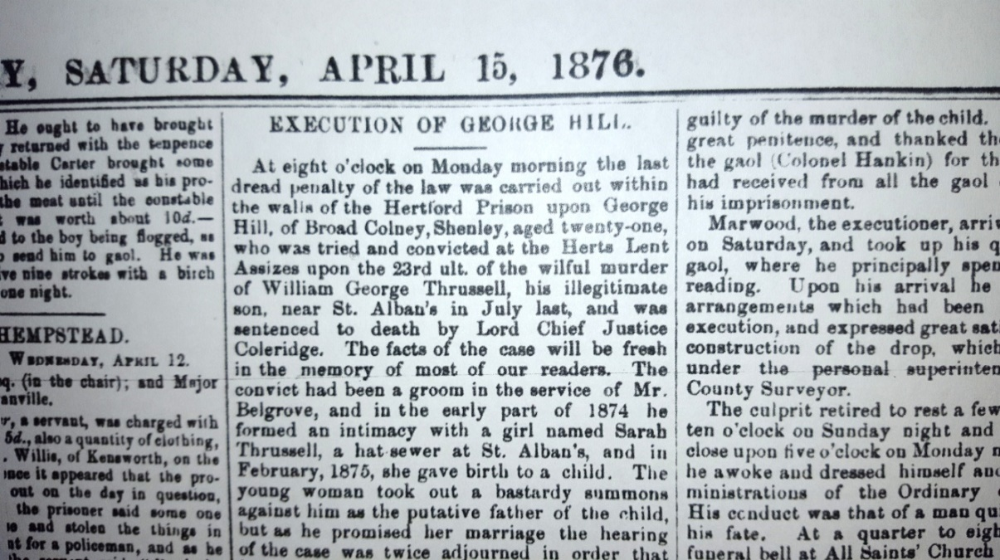 Y, SATURDAY, APRIL 15, 1876.
He ought to have brought
returned with the tenpence
stable Carter brought some
hich he identified as his pro-
the meat until the constable
was worth about 10d.—
d to the boy being flogged, as
send him to gaol. He was
ve nine strokes with a birch
one night.
HEMPSTEAD.
WEDNESDAY, APRIL 12.
q. (in the chair); and Major
anville.
r, a servant, was charged with
5d., also a quantity of clothing,
. Willis, of Kensworth, on the
nce it appeared that the pro-
out on the day in question,
the prisoner said some one
and stolen the things in
nt for a policeman, and as he
EXECUTION OF GEORGE HILL.
At eight o'clock on Monday morning the last
dread penalty of the law was carried out within
the walls of the Hertford Prison upon George
Hill, of Broad Colney, Shenley, aged twenty-one,
who was tried and convicted at the Herts Lent
Assizes upon the 23rd ult. of the wilful murder
of William George Thrussell, his illegitimate
son, near St. Alban's in July last, and was
sentenced to death by Lord Chief Justice
Coleridge. The facts of the case will be fresh
in the memory of most of our readers. The
convict had been a groom in the service of Mr.
Belgrove, and in the early part of 1874 he
formed an intimacy with a girl named Sarah
Thrussell, a hat sewer at St. Alban's, and in
February, 1875, she gave birth to a child. The
young woman took out a bastardy summons
against him as the putative father of the child,
but as he promised her marriage the hearing
of the case was twice adjourned in order that
guilty of the murder of the child.
great penitence, and thanked th
the gaol (Colonel Hankin) for th
had received from all the gaol
his imprisonment.
Marwood, the executioner, arri
on Saturday, and took up his q
gaol, where he principally spen
reading. Upon his arrival he
arrangements which had been
execution, and expressed great sat
construction of the drop, which
under the personal superinten
County Surveyor.
The culprit retired to rest a few
ten o'clock on Sunday night and
close upon five o'clock on Monday m
he awoke and dressed himself and
ministrations of the Ordinary
His conduct was that of a man qu
his fate. At a quarter to eigh
funeral bell at All Saints' Church